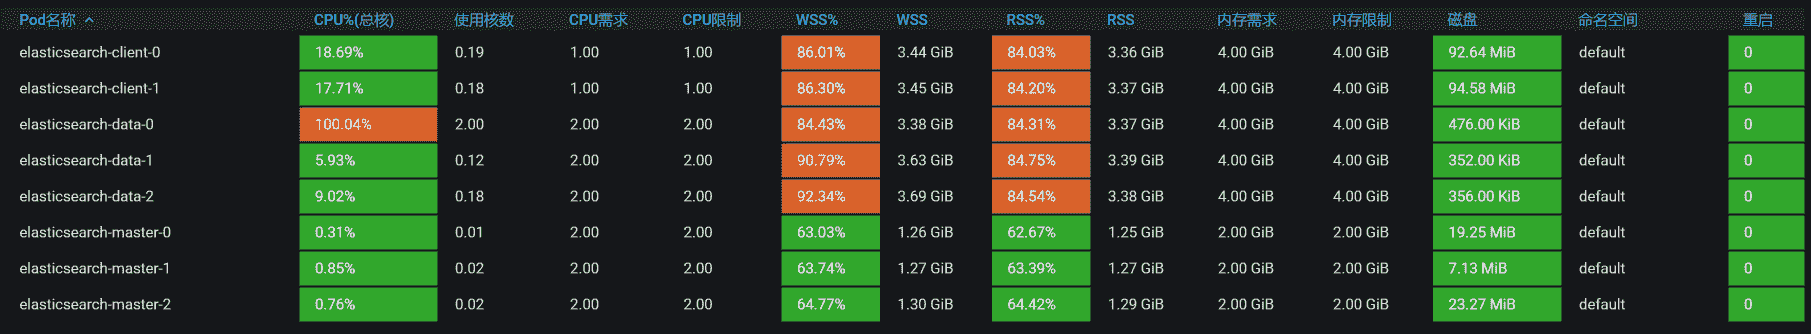 Pod名称 CPU%(总核) 使用核数 CPU需求 CPU限制 WSS% WSS RSS% RSS 内存需求 内存限制 磁盘 命名空间 重启
elasticsearch-client-0 18.69% 0.19 1.00 1.00 86.01% 3.44 GiB 84.03% 3.36 GiB 4.00 GiB 4.00 GiB 92.64 MiB default 0
elasticsearch-client-1 17.71% 0.18 1.00 1.00 86.30% 3.45 GiB 84.20% 3.37 GiB 4.00 GiB 4.00 GiB 94.58 MiB default 0
elasticsearch-data-0 100.04% 2.00 2.00 2.00 84.43% 3.38 GiB 84.31% 3.37 GiB 4.00 GiB 4.00 GiB 476.00 KiB default 0
elasticsearch-data-1 5.93% 0.12 2.00 2.00 90.79% 3.63 GiB 84.75% 3.39 GiB 4.00 GiB 4.00 GiB 352.00 KiB default 0
elasticsearch-data-2 9.02% 0.18 2.00 2.00 92.34% 3.69 GiB 84.54% 3.38 GiB 4.00 GiB 4.00 GiB 356.00 KiB default 0
elasticsearch-master-0 0.31% 0.01 2.00 2.00 63.03% 1.26 GiB 62.67% 1.25 GiB 2.00 GiB 2.00 GiB 19.25 MiB default 0
elasticsearch-master-1 0.85% 0.02 2.00 2.00 63.74% 1.27 GiB 63.39% 1.27 GiB 2.00 GiB 2.00 GiB 7.13 MiB default 0
elasticsearch-master-2 0.76% 0.02 2.00 2.00 64.77% 1.30 GiB 64.42% 1.29 GiB 2.00 GiB 2.00 GiB 23.27 MiB default 0